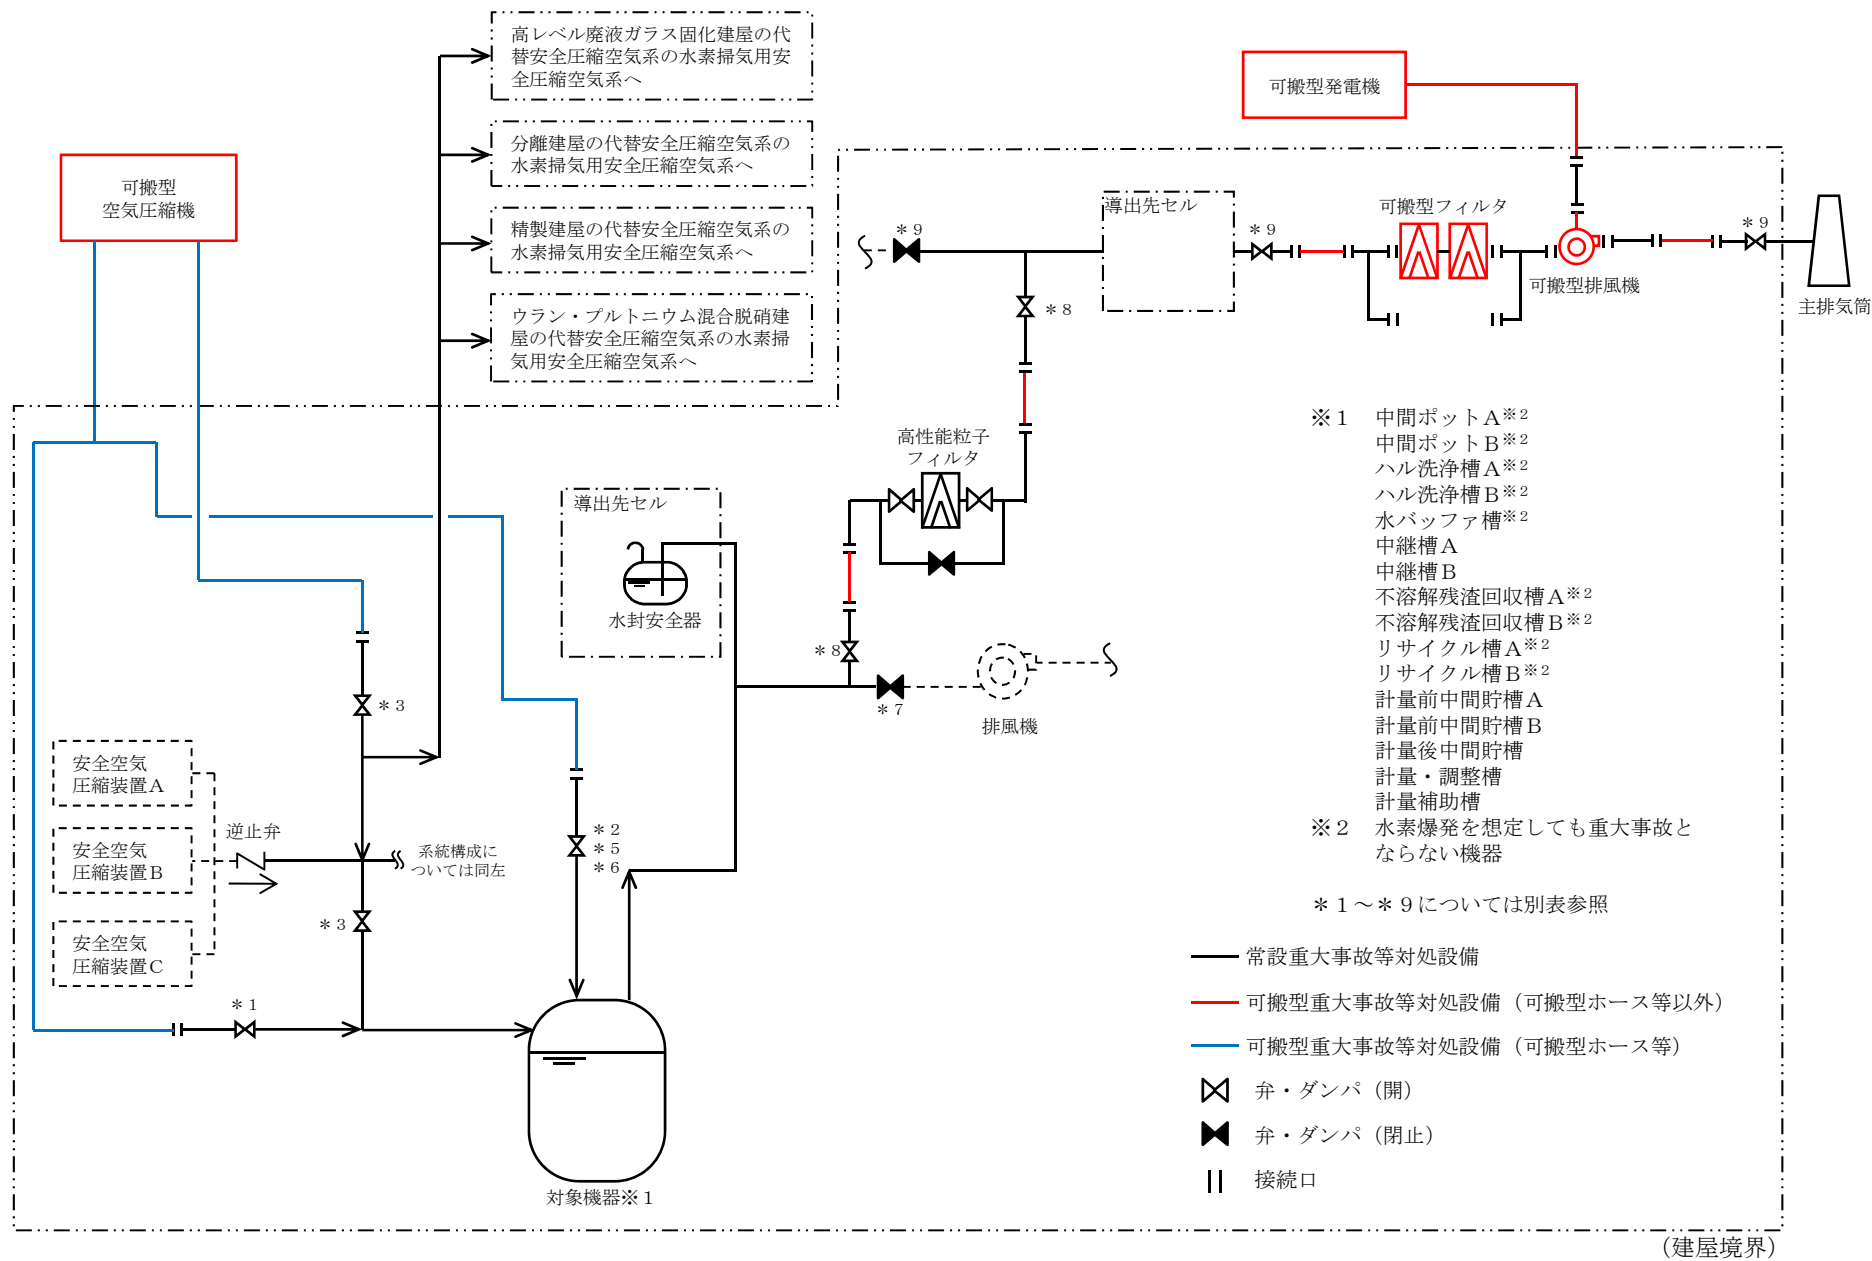 高レベル廃液ガラス固化建屋の代
替安全圧縮空気系の水素掃気用安
全圧縮空気系へ
分離建屋の代替安全圧縮空気系の
水素掃気用安全圧縮空気系へ
精製建屋の代替安全圧縮空気系の
水素掃気用安全圧縮空気系へ
ウラン・プルトニウム混合脱硝建
屋の代替安全圧縮空気系の水素掃
気用安全圧縮空気系へ
可搬型
空気圧縮機
可搬型発電機
導出先セル
＊９
＊９
可搬型フィルタ
可搬型排風機
＊９
主排気筒
＊８
高性能粒子
フィルタ
導出先セル
水封安全器
＊８
＊７
排風機
＊３
安全空気
圧縮装置Ａ
安全空気
圧縮装置Ｂ
安全空気
圧縮装置Ｃ
逆止弁
系統構成に
ついては同左
＊３
＊１
＊２
＊５
＊６
対象機器※１
※１　中間ポットＡ※２
中間ポットＢ※２
ハル洗浄槽Ａ※２
ハル洗浄槽Ｂ※２
水バッファ槽※２
中継槽Ａ
中継槽Ｂ
不溶解残渣回収槽Ａ※２
不溶解残渣回収槽Ｂ※２
リサイクル槽Ａ※２
リサイクル槽Ｂ※２
計量前中間貯槽Ａ
計量前中間貯槽Ｂ
計量後中間貯槽
計量・調整槽
計量補助槽
※２　水素爆発を想定しても重大事故と
ならない機器
＊１～＊９については別表参照
常設重大事故等対処設備
可搬型重大事故等対処設備（可搬型ホース等以外）
可搬型重大事故等対処設備（可搬型ホース等）
弁・ダンパ（開）
弁・ダンパ（閉止）
接続口
（建屋境界）